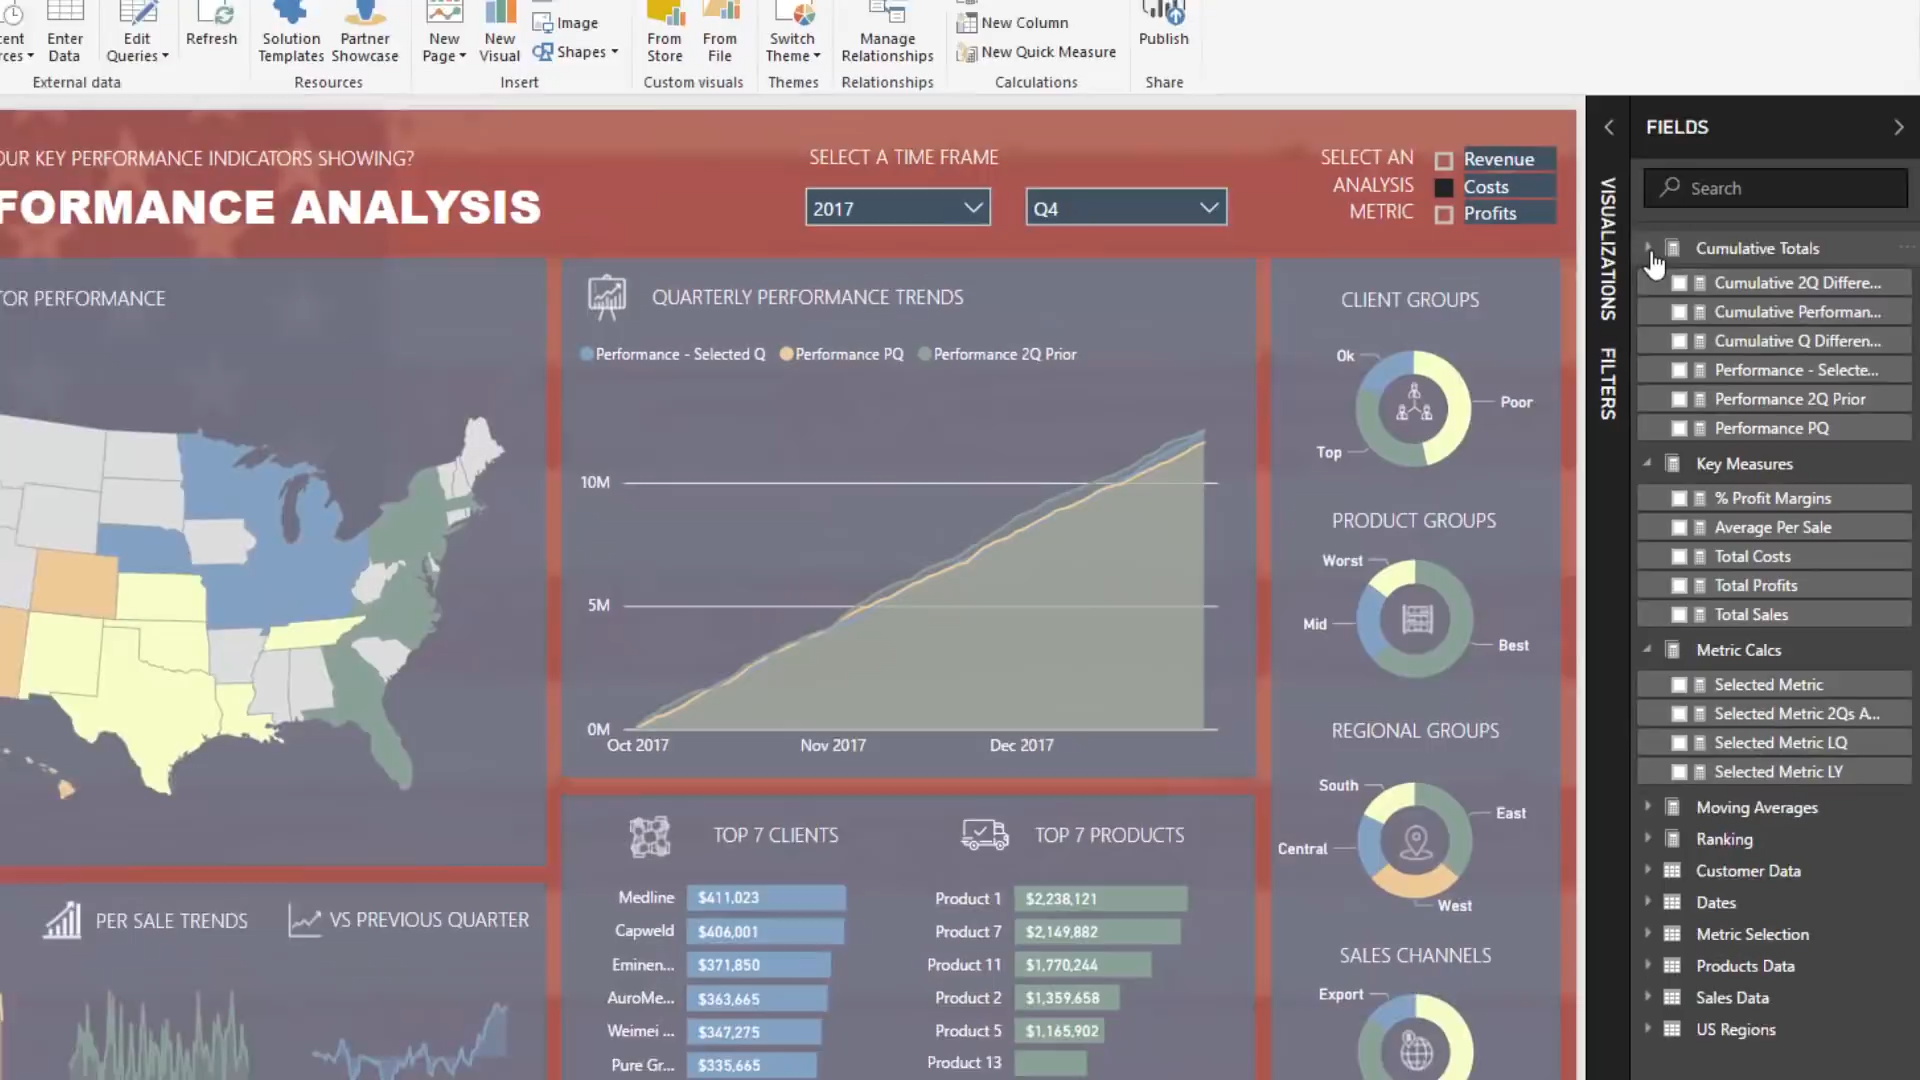 Enter Data
Edit Queries
Refresh
External data
Solution Templates
Partner Showcase
Resources
New Page
New Visual
Image
Shapes
Insert
From Store
From File
Custom visuals
Switch Theme
Themes
Manage Relationships
Relationships
New Column
New Quick Measure
Calculations
Publish
Share
KEY PERFORMANCE INDICATORS SHOWING?
ANALYSIS
SELECT A TIME FRAME
2017
Q4
SELECT AN
ANALYSIS
METRIC
Revenue
Costs
Profits
PERFORMANCE
QUARTERLY PERFORMANCE TRENDS
Performance - Selected Q
Performance PQ
Performance 2Q Prior
10M
5M
0M
Oct 2017
Nov 2017
Dec 2017
PER SALE TRENDS
VS PREVIOUS QUARTER
TOP 7 CLIENTS
Medline $411,023
Capweld $406,001
Eminen... $371,850
AuroMe... $363,665
Weimei ... $347,275
Pure Gr... $335,665
TOP 7 PRODUCTS
Product 1 $2,238,121
Product 7 $2,149,882
Product 11 $1,770,244
Product 2 $1,359,658
Product 5 $1,165,902
Product 13
CLIENT GROUPS
Ok
Poor
Top
PRODUCT GROUPS
Worst
Mid
Best
REGIONAL GROUPS
South
East
Central
West
SALES CHANNELS
Export
VISUALIZATIONS
FILTERS
FIELDS
Search
Cumulative Totals
Cumulative 2Q Differe...
Cumulative Performan...
Cumulative Q Differen...
Performance - Selecte...
Performance 2Q Prior
Performance PQ
Key Measures
% Profit Margins
Average Per Sale
Total Costs
Total Profits
Total Sales
Metric Calcs
Selected Metric
Selected Metric 2Qs A...
Selected Metric LQ
Selected Metric LY
Moving Averages
Ranking
Customer Data
Dates
Metric Selection
Products Data
Sales Data
US Regions